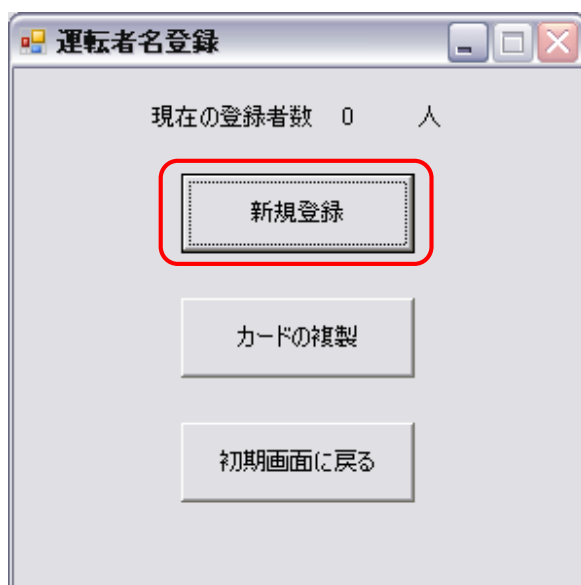 運転者名登録
現在の登録者数 0 人
新規登録
カードの複製
初期画面に戻る